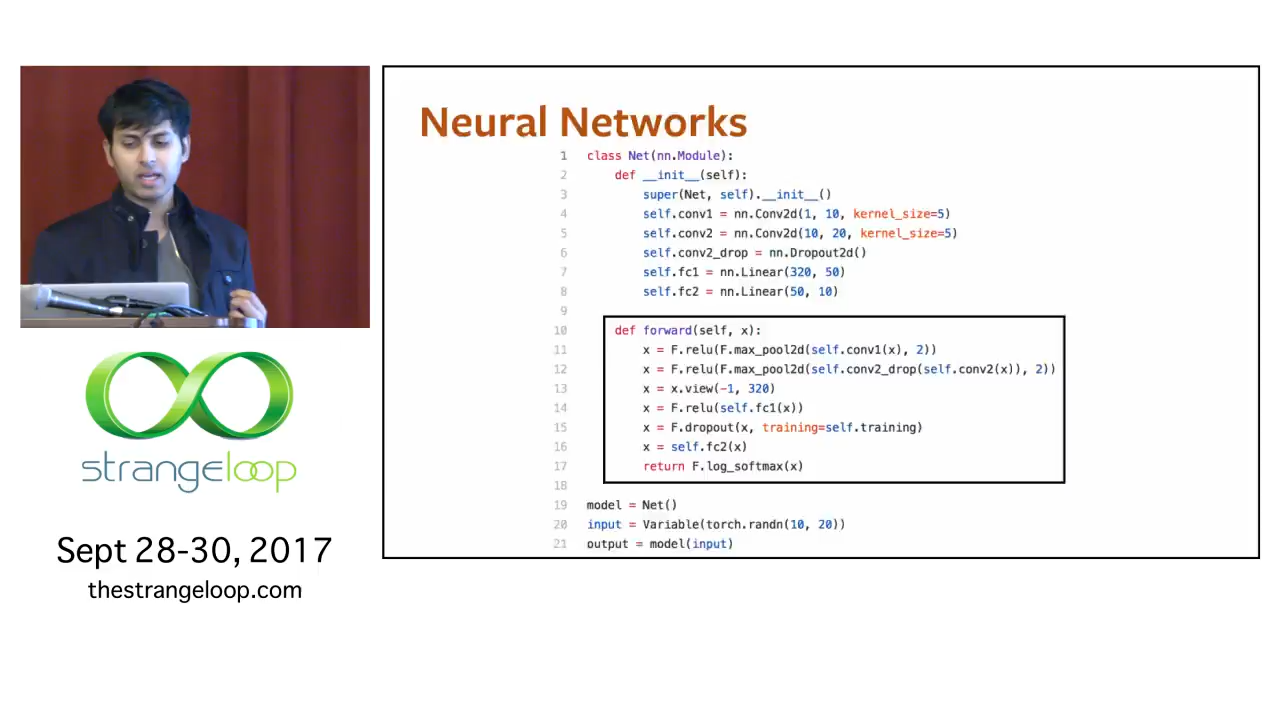 Neural Networks
1 class Net(nn.Module):
2 def __init__(self):
3 super(Net, self).__init__()
4 self.conv1 = nn.Conv2d(1, 10, kernel_size=5)
5 self.conv2 = nn.Conv2d(10, 20, kernel_size=5)
6 self.conv2_drop = nn.Dropout2d()
7 self.fc1 = nn.Linear(320, 50)
8 self.fc2 = nn.Linear(50, 10)
9
10 def forward(self, x):
11 x = F.relu(F.max_pool2d(self.conv1(x), 2))
12 x = F.relu(F.max_pool2d(self.conv2_drop(self.conv2(x)), 2))
13 x = x.view(-1, 320)
14 x = F.relu(self.fc1(x))
15 x = F.dropout(x, training=self.training)
16 x = self.fc2(x)
17 return F.log_softmax(x)
18
19 model = Net()
20 input = Variable(torch.randn(10, 20))
21 output = model(input)
strangeloop
Sept 28-30, 2017
thestrangeloop.com